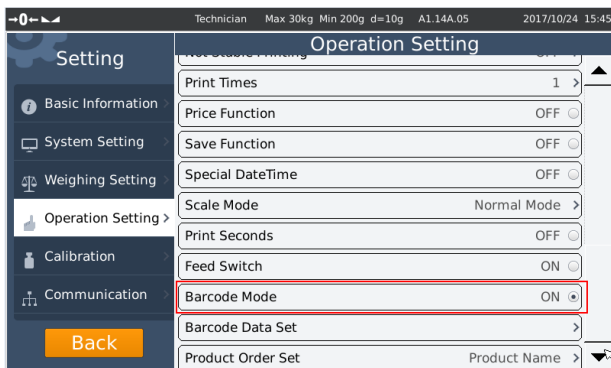 →0← Technician Max 30kg Min 200g d=10g A1.14A.05 2017/10/24 15:45
Setting
Basic Information
System Setting
Weighing Setting
Operation Setting
Calibration
Communication
Back
Operation Setting
Print Times 1
Price Function OFF
Save Function OFF
Special DateTime OFF
Scale Mode Normal Mode
Print Seconds OFF
Feed Switch ON
Barcode Mode ON
Barcode Data Set
Product Order Set Product Name